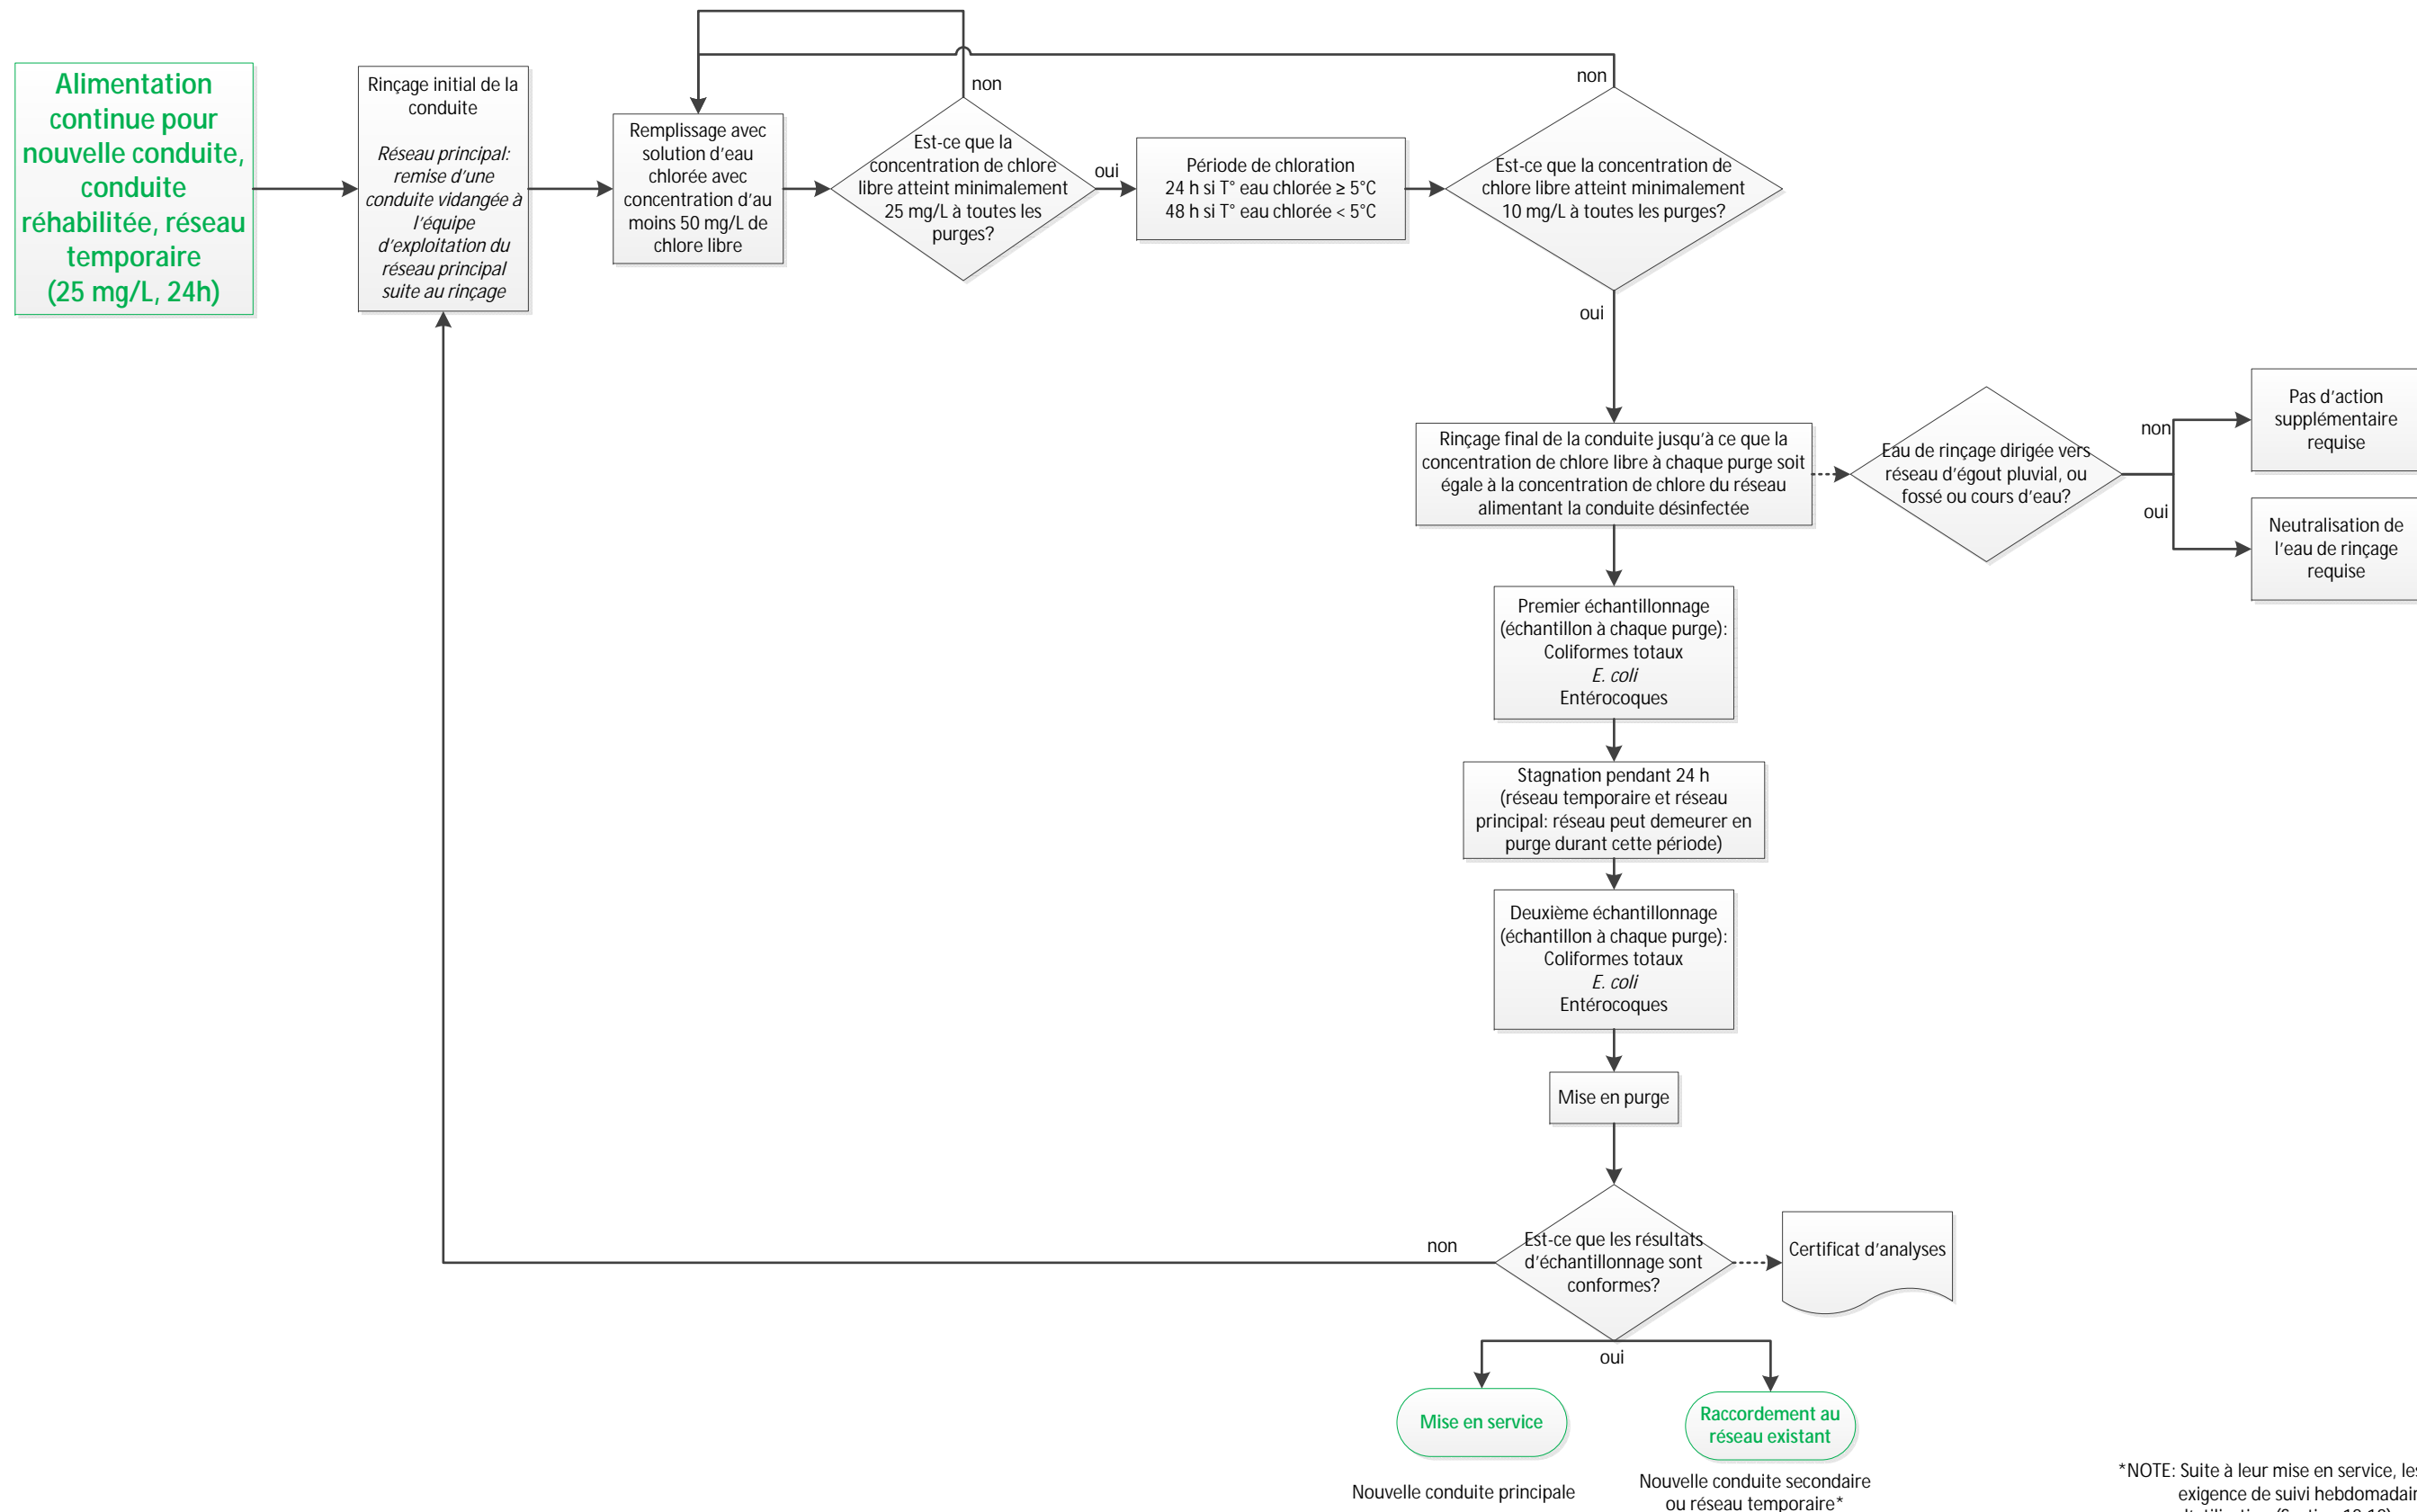 Alimentation
continue pour
nouvelle conduite,
conduite
réhabilitée, réseau
temporaire
(25 mg/L, 24h)
Rinçage initial de la
conduite
Réseau principal:
remise d'une
conduite vidangée à
l'équipe
d'exploitation du
réseau principal
suite au rinçage
Remplissage avec
solution d'eau
chlorée avec
concentration d'au
moins 50 mg/L de
chlore libre
non
Est-ce que la
concentration de chlore
libre atteint minimalement
25 mg/L à toutes les
purges?
oui
Période de chloration
24 h si T° eau chlorée ≥ 5°C
48 h si T° eau chlorée < 5°C
non
Est-ce que la concentration de
chlore libre atteint minimalement
10 mg/L à toutes les purges?
oui
Rinçage final de la conduite jusqu'à ce que la
concentration de chlore libre à chaque purge soit
égale à la concentration de chlore du réseau
alimentant la conduite désinfectée
Eau de rinçage dirigée vers
réseau d'égout pluvial, ou
fossé ou cours d'eau?
non
Pas d'action
supplémentaire
requise
oui
Neutralisation de
l'eau de rinçage
requise
Premier échantillonnage
(échantillon à chaque purge):
Coliformes totaux
E. coli
Entérocoques
Stagnation pendant 24 h
(réseau temporaire et réseau
principal: réseau peut demeurer en
purge durant cette période)
Deuxième échantillonnage
(échantillon à chaque purge):
Coliformes totaux
E. coli
Entérocoques
Mise en purge
non
Est-ce que les résultats
d'échantillonnage sont
conformes?
Certificat d'analyses
oui
Mise en service
Raccordement au
réseau existant
Nouvelle conduite principale
Nouvelle conduite secondaire
ou réseau temporaire*
*NOTE: Suite à leur mise en service, les
exigence de suivi